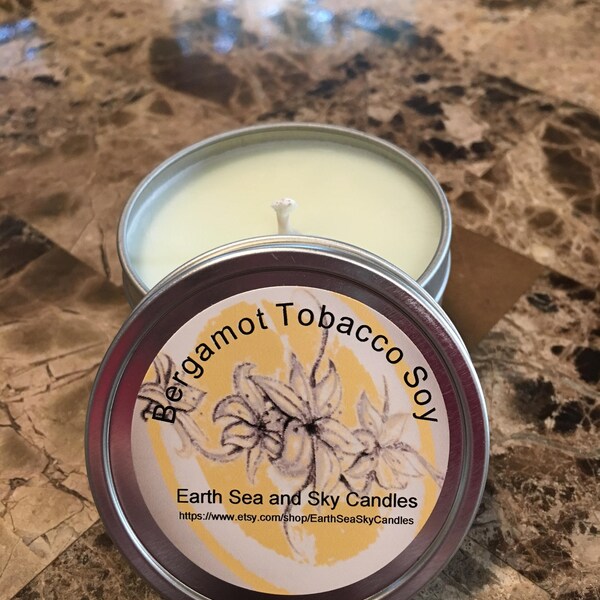 Bergamot Tobacco Soy
Earth Sea and Sky Candles
https://www.etsy.com/shop/EarthSeaSkyCandles